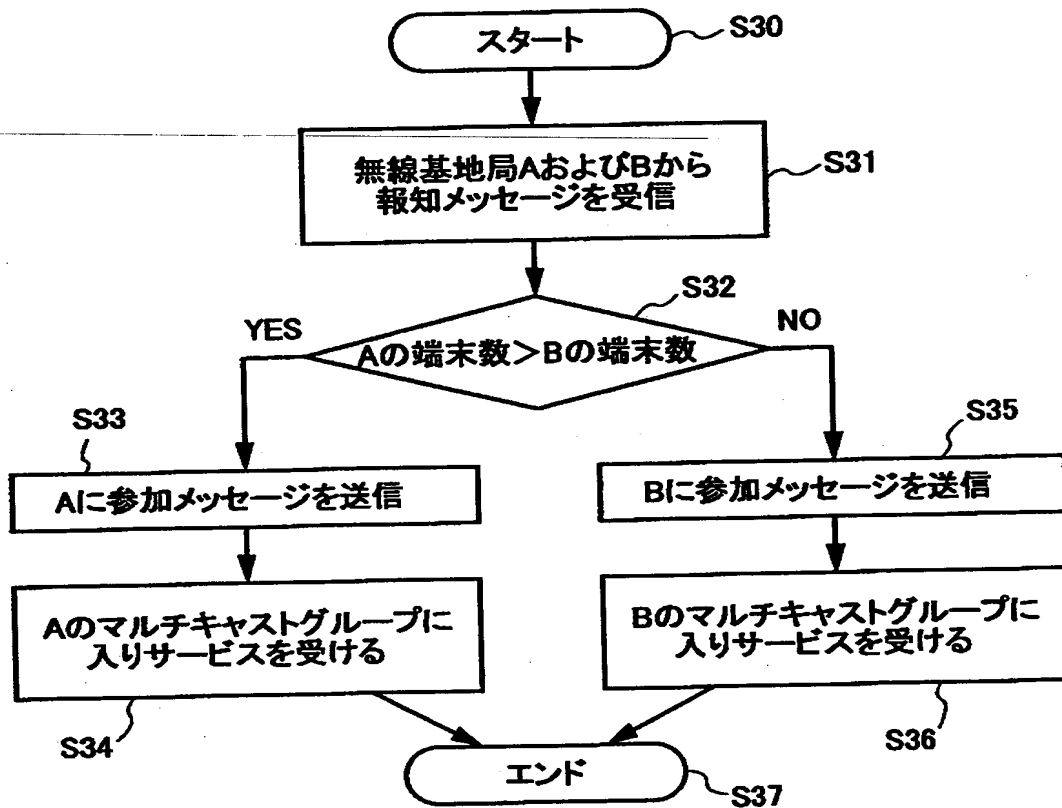 スタート
S30
無線基地局AおよびBから
報知メッセージを受信
S31
S32
YES
NO
Aの端末数＞Bの端末数
S33
S35
Aに参加メッセージを送信
Bに参加メッセージを送信
Aのマルチキャストグループに
入りサービスを受ける
Bのマルチキャストグループに
入りサービスを受ける
S34
S36
エンド
S37